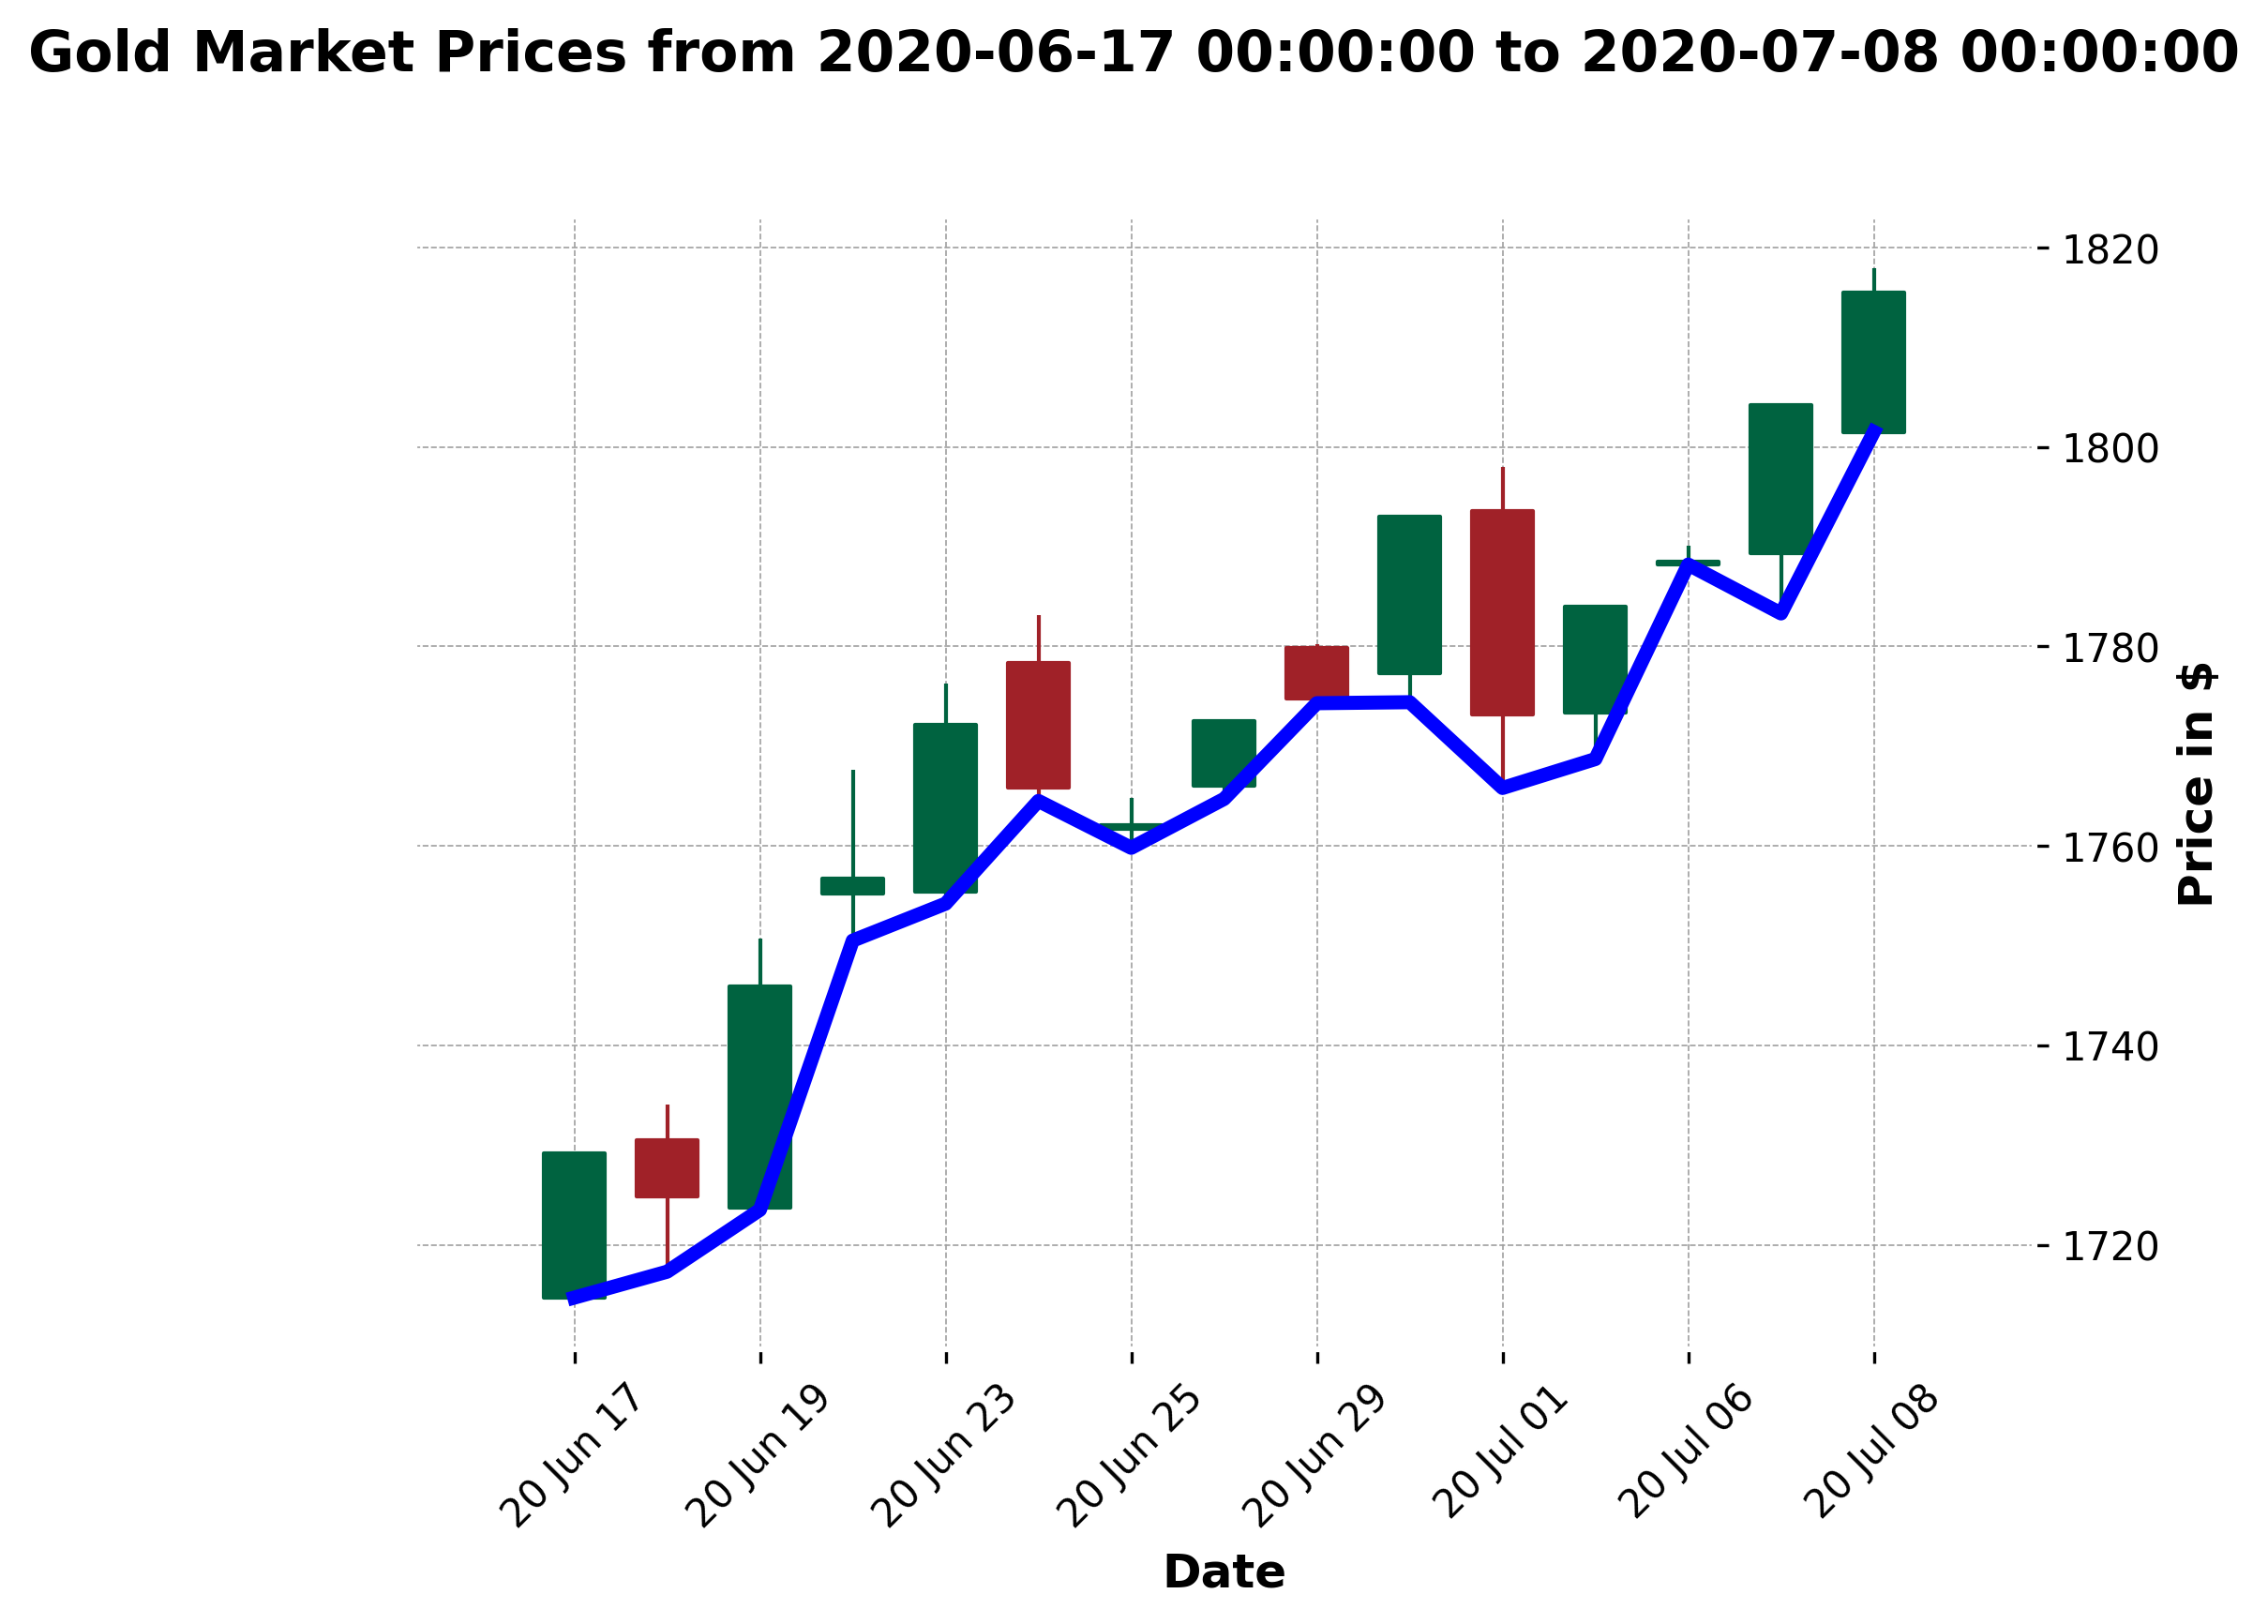 Gold Market Prices from 2020-06-17 00:00:00 to 2020-07-08 00:00:00
1820
1800
1780
1760
1740
1720
Price in $
20 Jun 17
20 Jun 19
20 Jun 23
20 Jun 25
20 Jun 29
20 Jul 01
20 Jul 06
20 Jul 08
Date